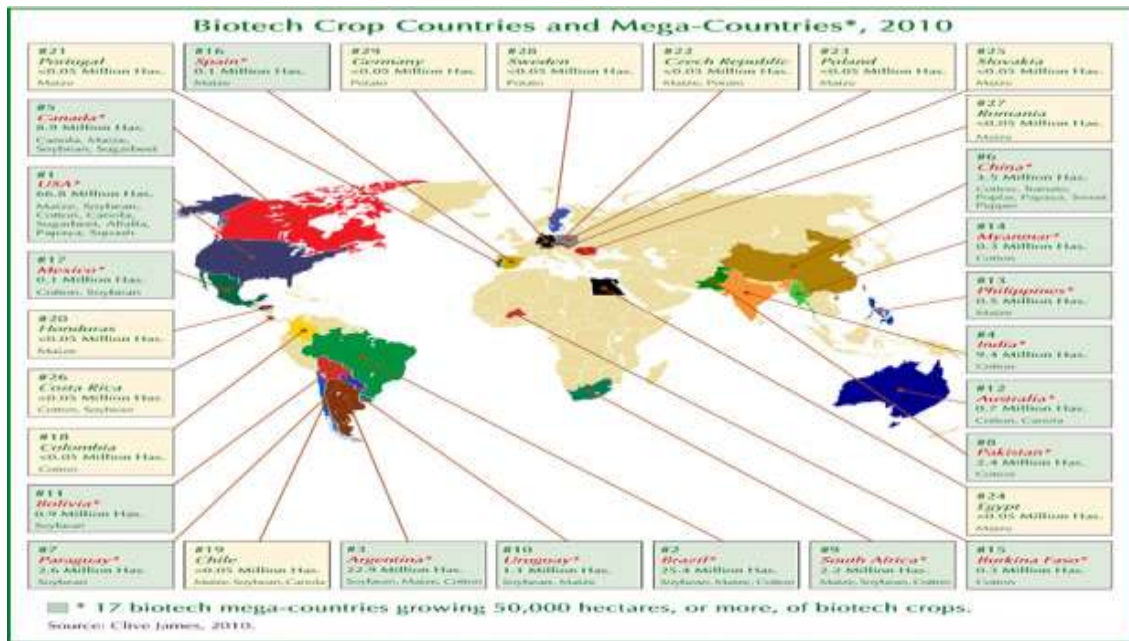 Biotech Crop Countries and Mega-Countries*, 2010
#21
Portugal
<0.05 Million Has.
Maize
#16
Spain*
0.1 Million Has.
Maize
#29
Germany
<0.05 Million Has.
Potato
#28
Sweden
<0.05 Million Has.
Potato
#22
Czech Republic
<0.05 Million Has.
Maize, Potato
#23
Poland
<0.05 Million Has.
Maize
#25
Slovakia
<0.05 Million Has.
Maize
#27
Romania
<0.05 Million Has.
Maize
#5
Canada*
8.9 Million Has.
Canola, Maize,
Soybean, Sugarbeet
#6
China*
3.5 Million Has.
Cotton, Tomato,
Poplar, Papaya, Sweet
Pepper
#1
USA*
66.8 Million Has.
Maize, Soybean,
Cotton, Canola,
Sugarbeet, Alfalfa,
Papaya, Squash
#14
Myanmar*
0.3 Million Has.
Cotton
#17
Mexico*
0.1 Million Has.
Cotton, Soybean
#13
Philippines*
0.5 Million Has.
Maize
#20
Honduras
<0.05 Million Has.
Maize
#4
India*
9.4 Million Has.
Cotton
#26
Costa Rica
<0.05 Million Has.
Cotton, Soybean
#12
Australia*
0.7 Million Has.
Cotton, Canola
#18
Colombia
<0.05 Million Has.
Cotton
#8
Pakistan*
2.4 Million Has.
Cotton
#11
Bolivia*
0.9 Million Has.
Soybean
#24
Egypt
<0.05 Million Has.
Maize
#7
Paraguay*
2.6 Million Has.
Soybean
#19
Chile
<0.05 Million Has.
Maize, Soybean, Canola
#3
Argentina*
22.9 Million Has.
Soybean, Maize, Cotton
#10
Uruguay*
1.1 Million Has.
Soybean, Maize
#2
Brazil*
25.4 Million Has.
Soybean, Maize, Cotton
#9
South Africa*
2.2 Million Has.
Maize, Soybean, Cotton
#15
Burkina Faso*
0.3 Million Has.
Cotton
* 17 biotech mega-countries growing 50,000 hectares, or more, of biotech crops.
Source: Clive James, 2010.